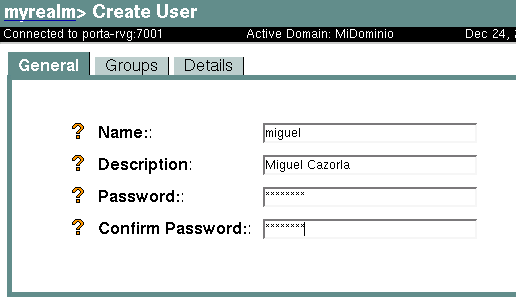 myrealm> Create User
Connected to porta-rvg:7001 Active Domain: MiDominio Dec 24,
General Groups Details
? Name:: miguel
? Description: Miguel Cazorla
? Password:: ********
? Confirm Password:: ********